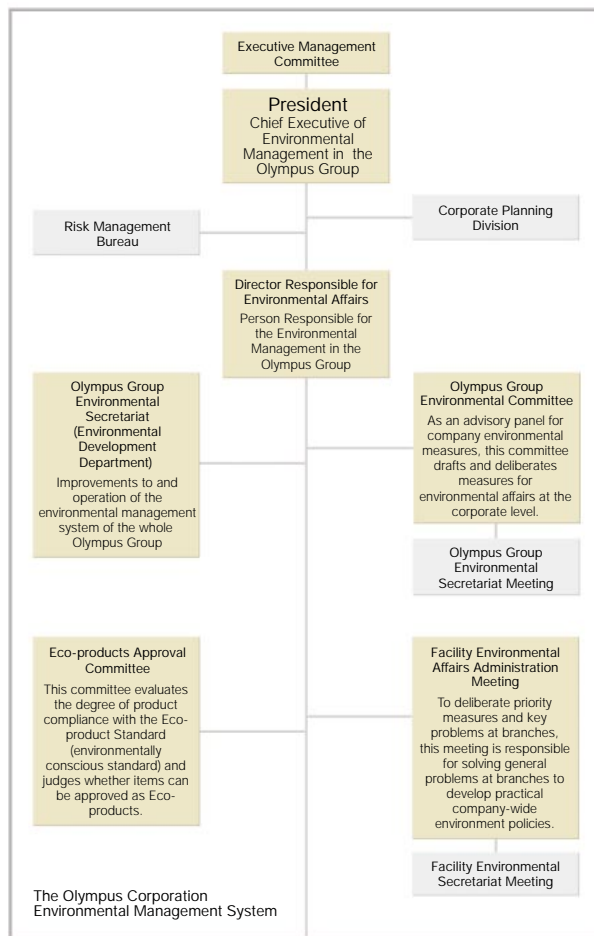 Executive Management
Committee
President
Chief Executive of
Environmental
Management in the
Olympus Group
Risk Management
Bureau
Corporate Planning
Division
Director Responsible for
Environmental Affairs
Person Responsible for
the Environmental
Management in the
Olympus Group
Olympus Group
Environmental
Secretariat
(Environmental
Development
Department)
Improvements to and
operation of the
environmental management
system of the whole
Olympus Group
Olympus Group
Environmental Committee
As an advisory panel for
company environmental
measures, this committee
drafts and deliberates
measures for
environmental affairs at the
corporate level.
Olympus Group
Environmental
Secretariat Meeting
Eco-products Approval
Committee
This committee evaluates
the degree of product
compliance with the Eco-
product Standard
(environmentally
conscious standard) and
judges whether items can
be approved as Eco-
products.
Facility Environmental
Affairs Administration
Meeting
To deliberate priority
measures and key
problems at branches,
this meeting is responsible
for solving general
problems at branches to
develop practical
company-wide
environment policies.
Facility Environmental
Secretariat Meeting
The Olympus Corporation
Environmental Management System